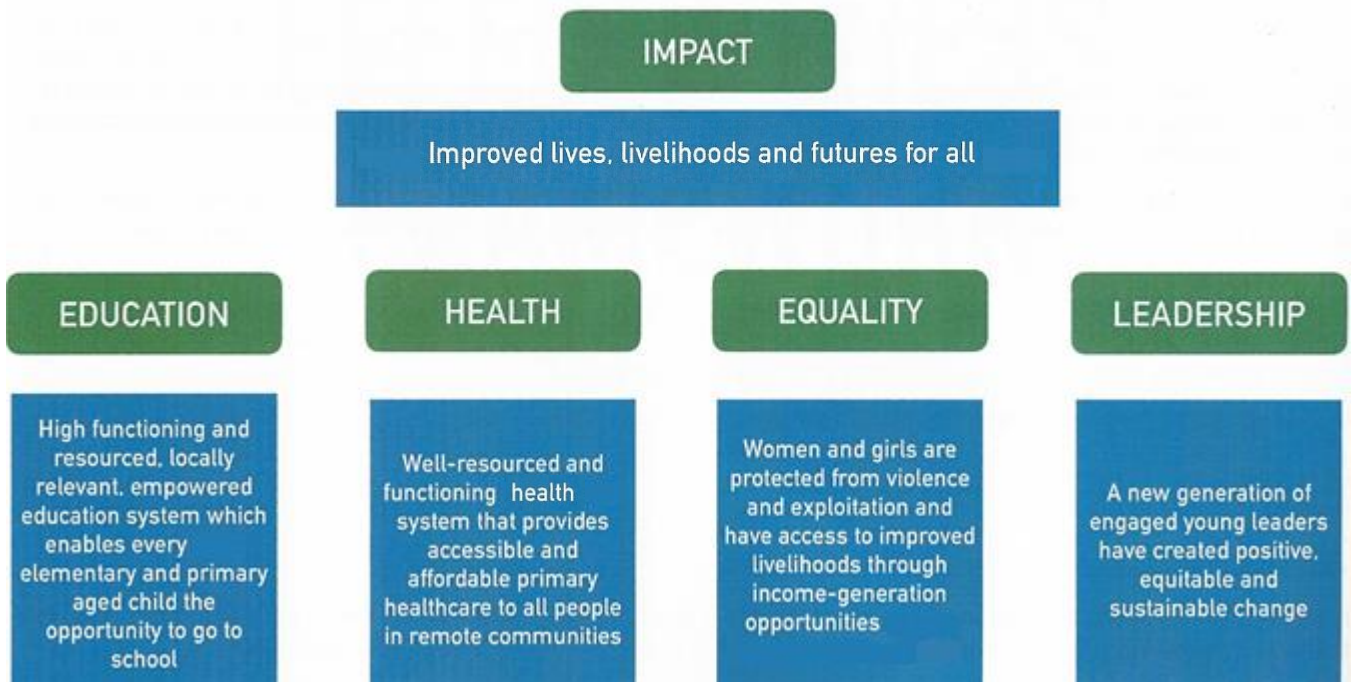 IMPACT
Improved lives, livelihoods and futures for all
EDUCATION
High functioning and
resourced, locally
relevant, empowered
education system which
enables every
elementary and primary
aged child the
opportunity to go to
school
HEALTH
Well-resourced and
functioning health
system that provides
accessible and
affordable primary
healthcare to all people
in remote communities
EQUALITY
Women and girls are
protected from violence
and exploitation and
have access to improved
livelihoods through
income-generation
opportunities
LEADERSHIP
A new generation of
engaged young leaders
have created positive,
equitable and
sustainable change